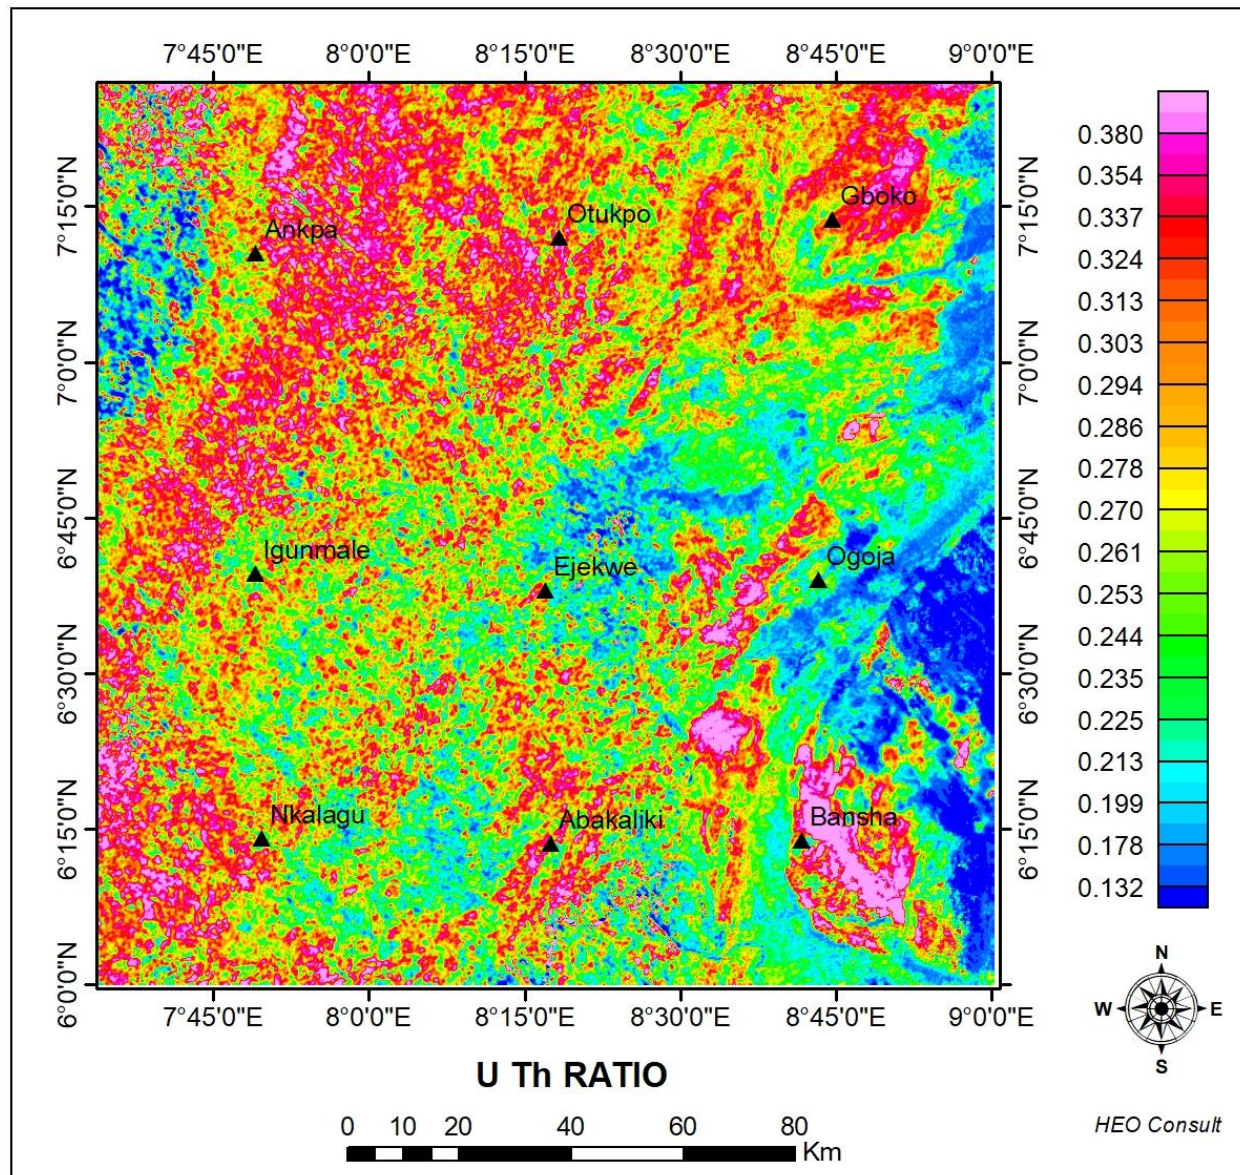 7°45'0"E 8°0'0"E 8°15'0"E 8°30'0"E 8°45'0"E 9°0'0"E
7°15'0"N
7°0'0"N
6°45'0"N
6°30'0"N
6°15'0"N
6°0'0"N
Gboko
Otukpo
Ankpa
Igunmale
Ejekwe
Ogoja
Nkalagu
Abakaliki
Bansha
7°15'0"N
7°0'0"N
6°45'0"N
6°30'0"N
6°15'0"N
7°45'0"E 8°0'0"E 8°15'0"E 8°30'0"E 8°45'0"E 9°0'0"E
0.380
0.354
0.337
0.324
0.313
0.303
0.294
0.286
0.278
0.270
0.261
0.253
0.244
0.235
0.225
0.213
0.199
0.178
0.132
N
W E
S
U Th RATIO
0 10 20 40 60 80
Km
HEO Consult